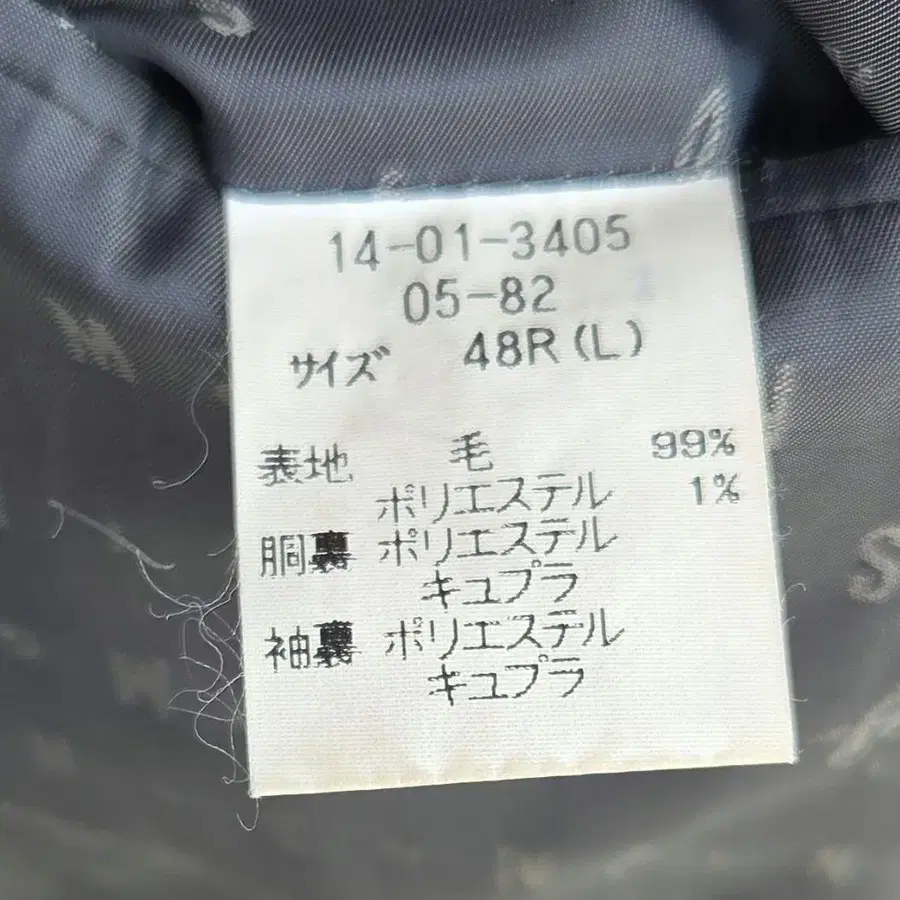 14-01-3405
05-82
サイズ 48R(L)
表地 毛 99%
ポリエステル 1%
胴裏 ポリエステル
キュプラ
袖裏 ポリエステル
キュプラ